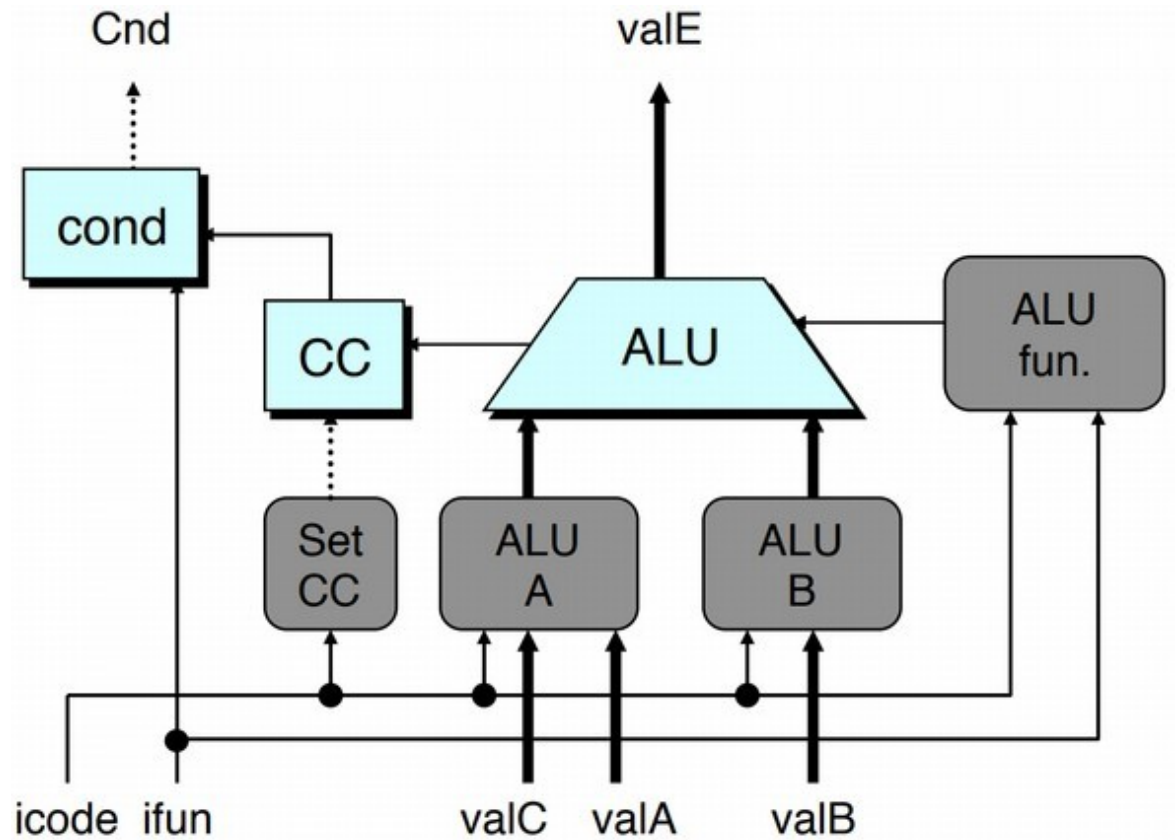 Cnd
valE
cond
CC
ALU
ALU
fun.
Set
CC
ALU
A
ALU
B
icode
ifun
valC
valA
valB